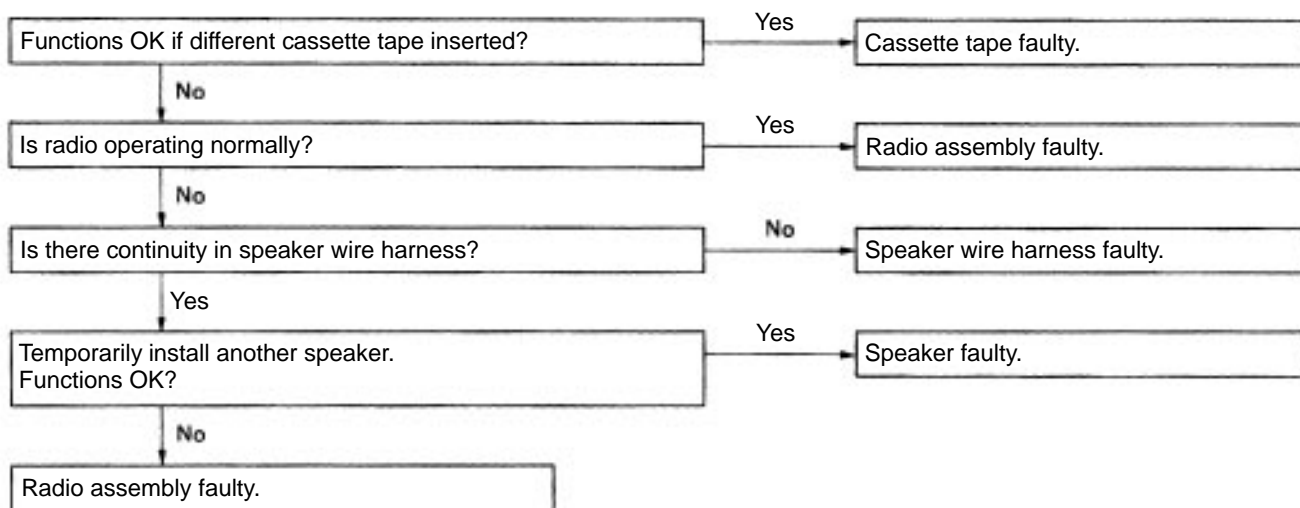 Functions OK if different cassette tape inserted?
Yes
Cassette tape faulty.
No
Is radio operating normally?
Yes
Radio assembly faulty.
No
Is there continuity in speaker wire harness?
No
Speaker wire harness faulty.
Yes
Temporarily install another speaker.
Functions OK?
Yes
Speaker faulty.
No
Radio assembly faulty.